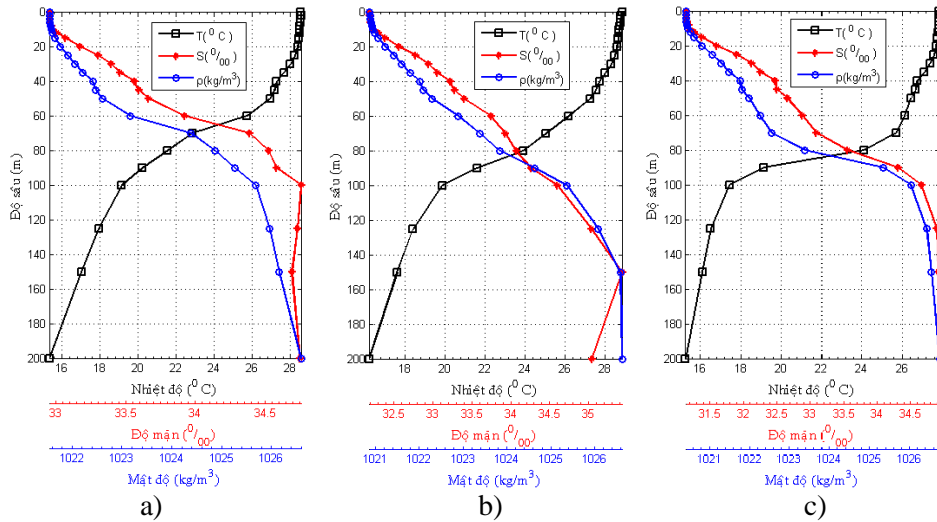 T(⁰ C)
S(⁰/₀₀)
ρ(kg/m³)
Độ sâu (m)
0
20
40
60
80
100
120
140
160
180
200
16 18 20 22 24 26 28
Nhiệt độ (⁰ C)
33 33.5 34 34.5
Độ mặn (⁰/₀₀)
1022 1023 1024 1025 1026
Mật độ (kg/m³)
a)
T(⁰ C)
S(⁰/₀₀)
ρ(kg/m³)
Độ sâu (m)
0
20
40
60
80
100
120
140
160
180
200
18 20 22 24 26 28
Nhiệt độ (⁰ C)
32.5 33 33.5 34 34.5 35
Độ mặn (⁰/₀₀)
1021 1022 1023 1024 1025 1026
Mật độ (kg/m³)
b)
T(⁰ C)
S(⁰/₀₀)
ρ(kg/m³)
Độ sâu (m)
0
20
40
60
80
100
120
140
160
180
200
16 18 20 22 24 26
Nhiệt độ (⁰ C)
31.5 32 32.5 33 33.5 34 34.5
Độ mặn (⁰/₀₀)
1021 1022 1023 1024 1025 1026
Mật độ (kg/m³)
c)